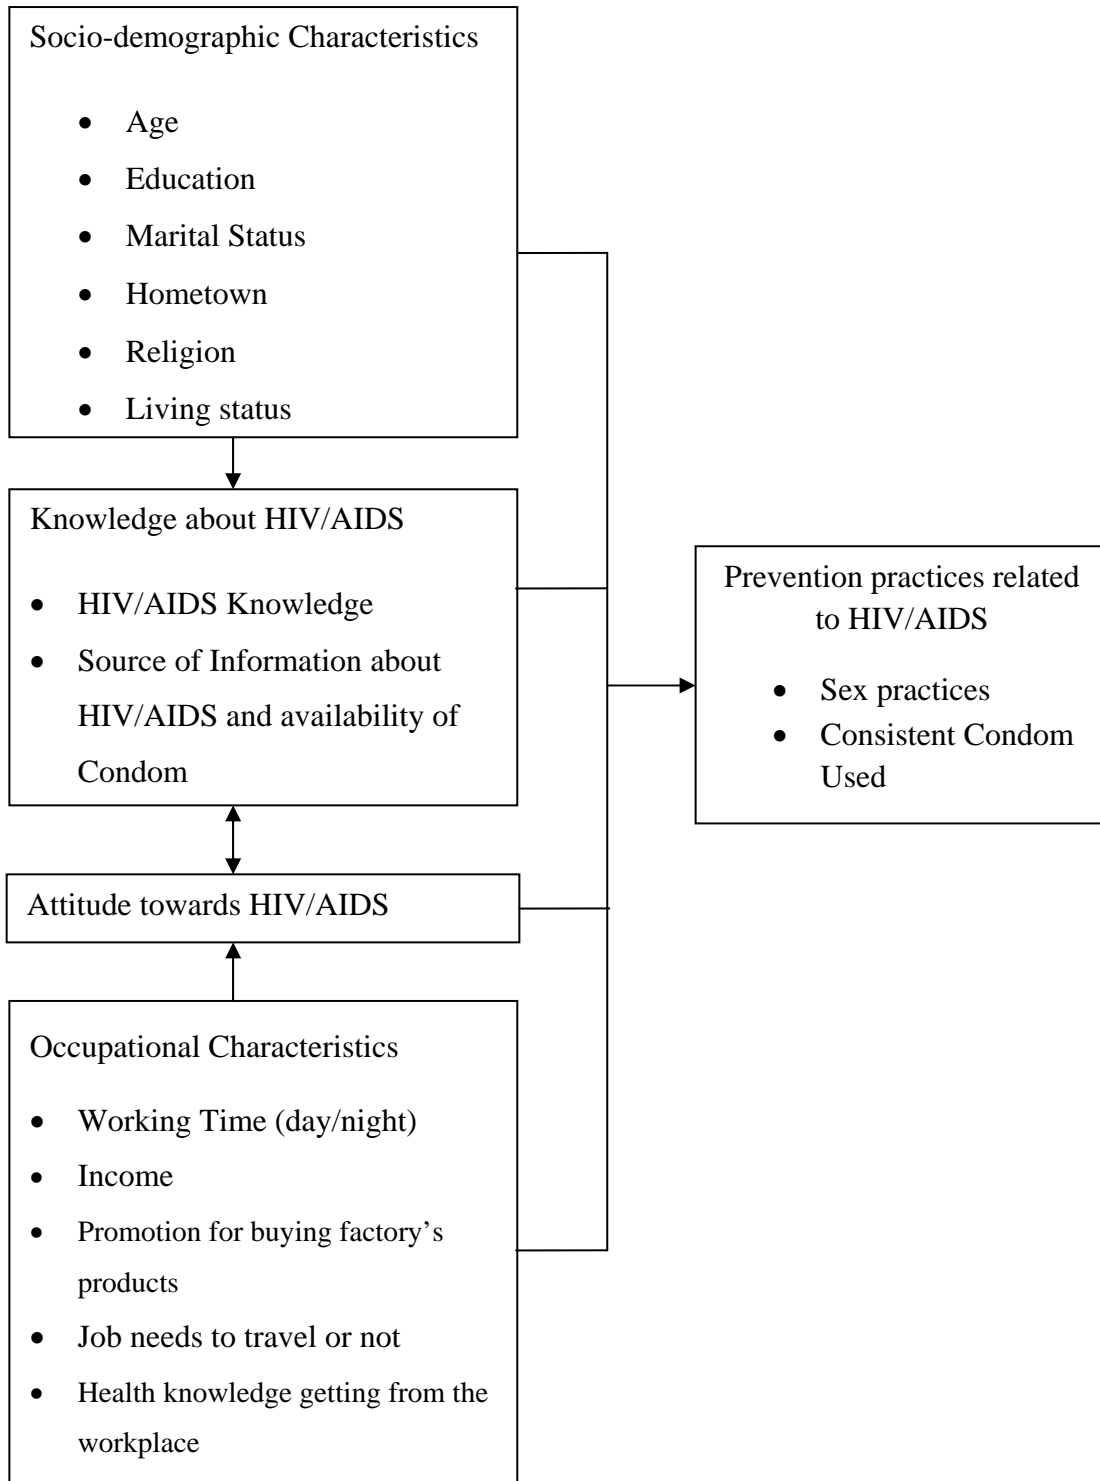 Socio-demographic Characteristics
• Age
• Education
• Marital Status
• Hometown
• Religion
• Living status
Knowledge about HIV/AIDS
• HIV/AIDS Knowledge
• Source of Information about
HIV/AIDS and availability of
Condom
Attitude towards HIV/AIDS
Occupational Characteristics
• Working Time (day/night)
• Income
• Promotion for buying factory’s
products
• Job needs to travel or not
• Health knowledge getting from the
workplace
Prevention practices related
to HIV/AIDS
• Sex practices
• Consistent Condom
Used